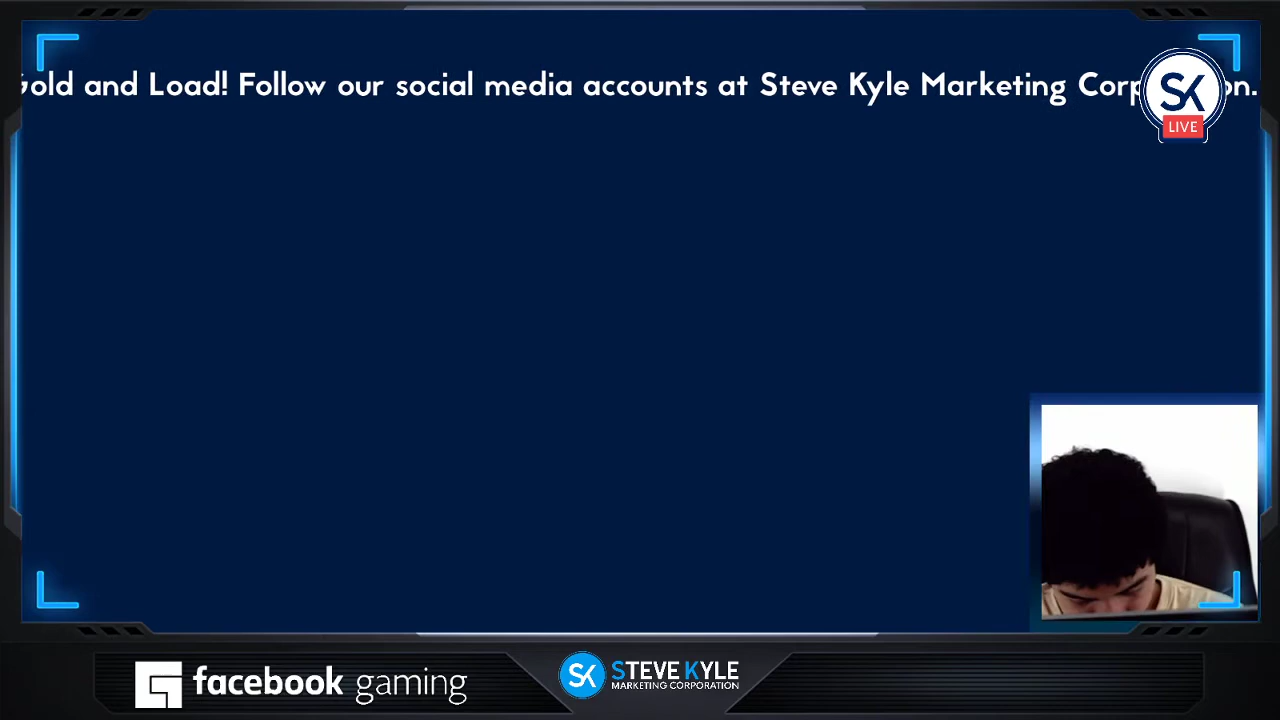 Gold and Load! Follow our social media accounts at Steve Kyle Marketing Corp on.
SK
LIVE
facebook gaming
SK STEVE KYLE
MARKETING CORPORATION